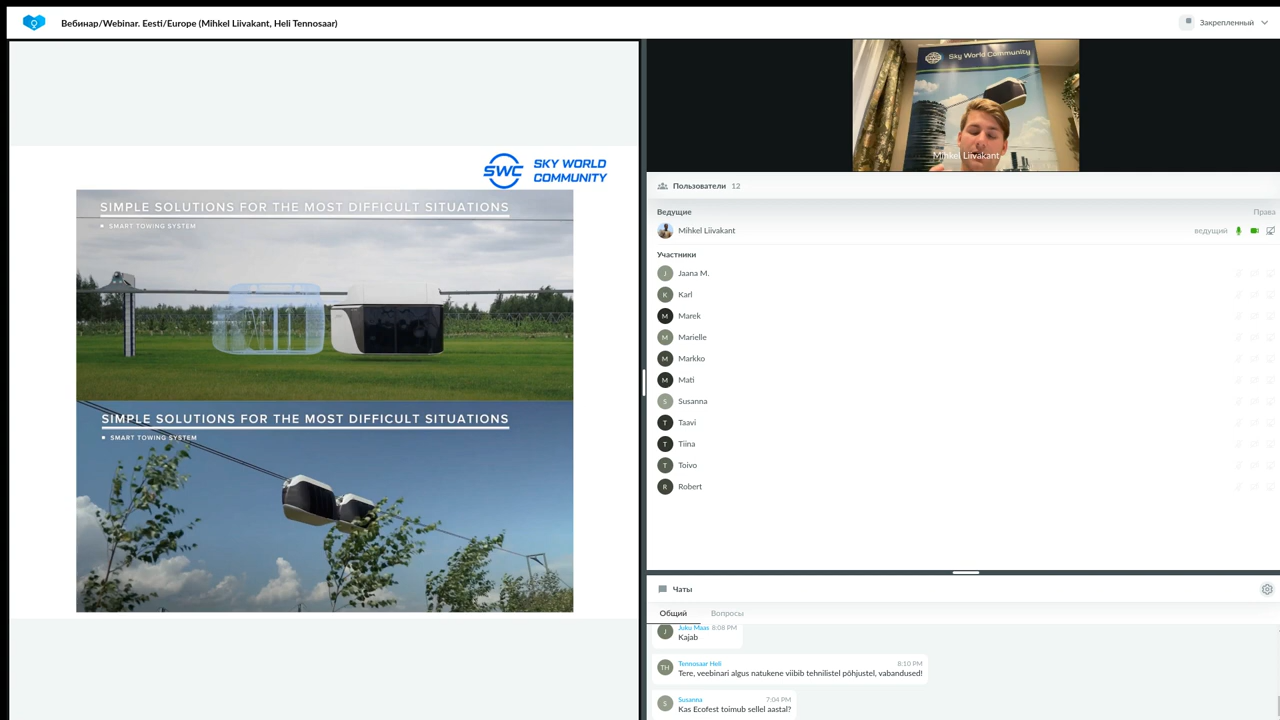 Вебинар/Webinar. Eesti/Europe (Mihkel Liivakant, Heli Tennosaar)
Закрепленный
SWC
SKY WORLD
COMMUNITY
SIMPLE SOLUTIONS FOR THE MOST DIFFICULT SITUATIONS
SMART TOWING SYSTEM
SIMPLE SOLUTIONS FOR THE MOST DIFFICULT SITUATIONS
SMART TOWING SYSTEM
SWC Sky World Community
Mihkel Liivakant
Пользователи 12
Ведущие Права
Mihkel Liivakant ведущий
Участники
J Jaana M.
K Karl
M Marek
M Marielle
M Markko
M Mati
S Susanna
T Taavi
T Tiina
T Toivo
R Robert
Чаты
Общий Вопросы
J Juku Maas 8:08 PM
Kajab
TH Tennosaar Heli 8:10 PM
Tere, veebinari algus natukene viibib tehnilistel põhjustel, vabandused!
S Susanna 7:04 PM
Kas Ecofest toimub sellel aastal?